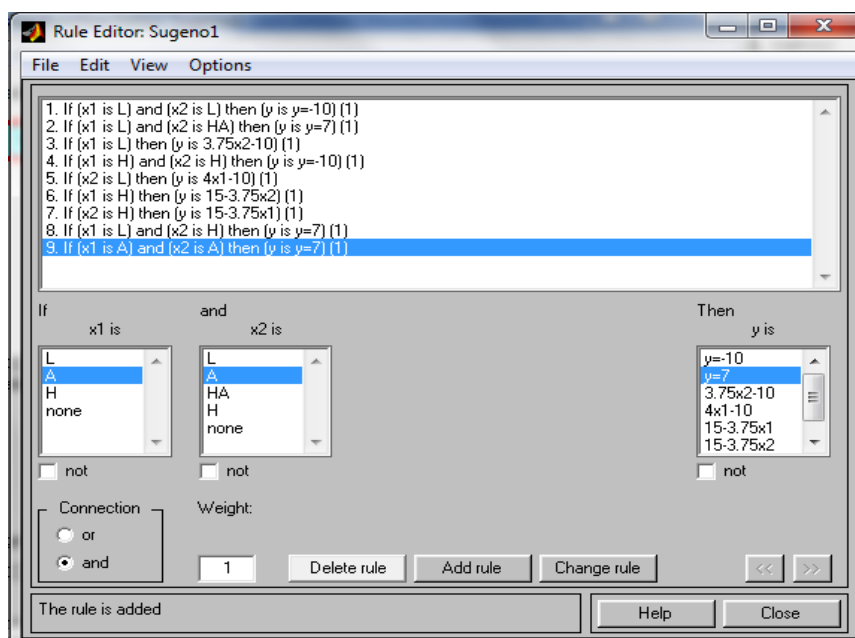 Rule Editor: Sugeno1
File Edit View Options
1. If (x1 is L) and (x2 is L) then (y is y=-10) (1)
2. If (x1 is L) and (x2 is HA) then (y is y=7) (1)
3. If (x1 is L) then (y is 3.75x2-10) (1)
4. If (x1 is H) and (x2 is H) then (y is y=-10) (1)
5. If (x2 is L) then (y is 4x1-10) (1)
6. If (x1 is H) then (y is 15-3.75x2) (1)
7. If (x2 is H) then (y is 15-3.75x1) (1)
8. If (x1 is L) and (x2 is H) then (y is y=7) (1)
9. If (x1 is A) and (x2 is A) then (y is y=7) (1)
If and Then
x1 is x2 is y is
L
A
H
none
L
A
HA
H
none
y=-10
y=7
3.75x2-10
4x1-10
15-3.75x1
15-3.75x2
not not not
Connection
or
and
Weight:
1
Delete rule Add rule Change rule << >>
The rule is added
Help Close